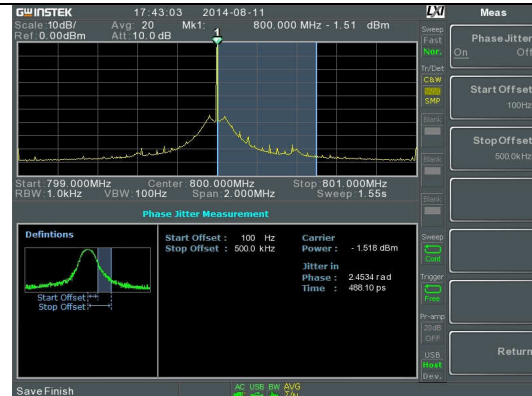 GWINSTEK 17:43:03 2014-08-11 LXI Meas
Scale:10dB/ Avg: 20 Mk1: 800.000 MHz - 1.51 dBm
Ref:0.00dBm Att:10.0 dB
1
Sweep
Fast
Nor.
Tr/Det
C&W
SMP
Blank
Blank
Blank
Sweep
Cont
Trigger
Free
Pr-amp
20dB
OFF
USB
Host
Dev.
Phase Jitter
On Off
Start Offset
100Hz
Stop Offset
500.0kHz
Return
Start:799.000MHz Center:800.000MHz Stop:801.000MHz
RBW:1.0kHz VBW:100Hz Span:2.000MHz Sweep:1.55s
Phase Jitter Measurement
Defintions
Start Offset:
Stop Offset :
Start Offset : 100 Hz
Stop Offset : 500.0 kHz
Carrier
Power : - 1.518 dBm
Jitter in
Phase : 2.4534 rad
Time : 488.10 ps
Save Finish
AC USB BW AVG